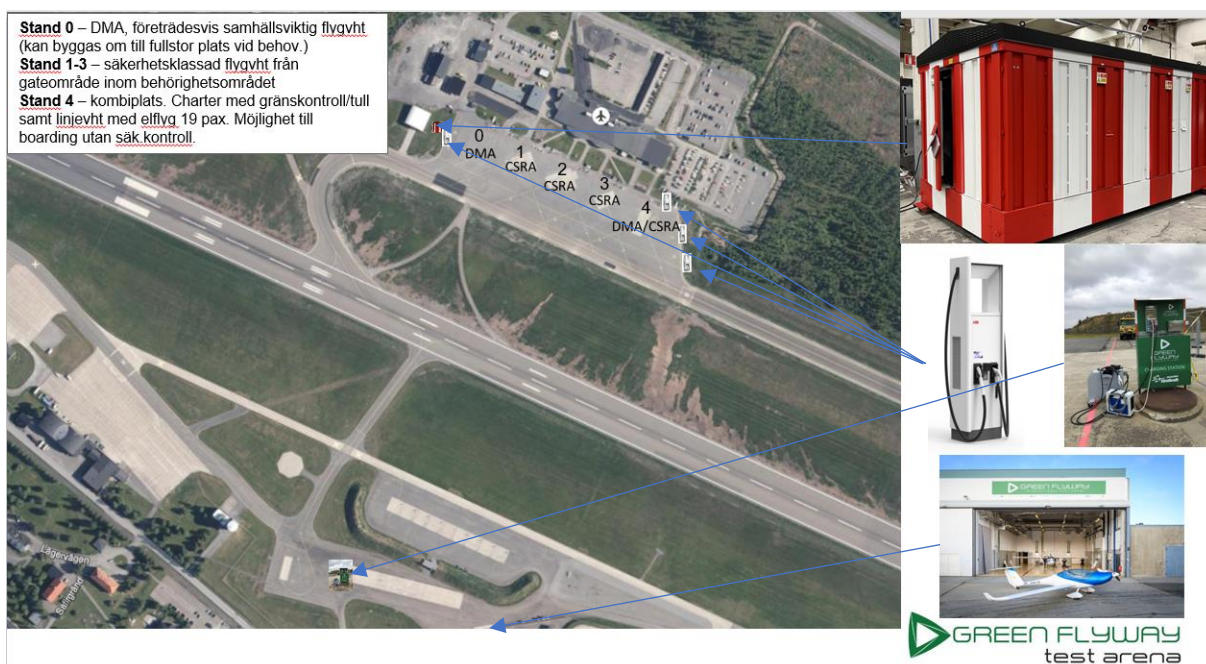 Stand 0 – DMA, företrädesvis samhällsviktig flygvht
(kan byggas om till fullstor plats vid behov.)
Stand 1-3 – säkerhetsklassad flygvht från
gateområde inom behörighetsområdet
Stand 4 – kombiplats. Charter med gränskontroll/tull
samt linjevht med elflyg 19 pax. Möjlighet till
boarding utan säk.kontroll.
0
DMA
1
CSRA
2
CSRA
3
CSRA
4
DMA/CSRA
Lägervägen
ABB
GREEN
FLYWAY
CHARGING STATION
GREEN FLYWAY
GREEN FLYWAY
test arena